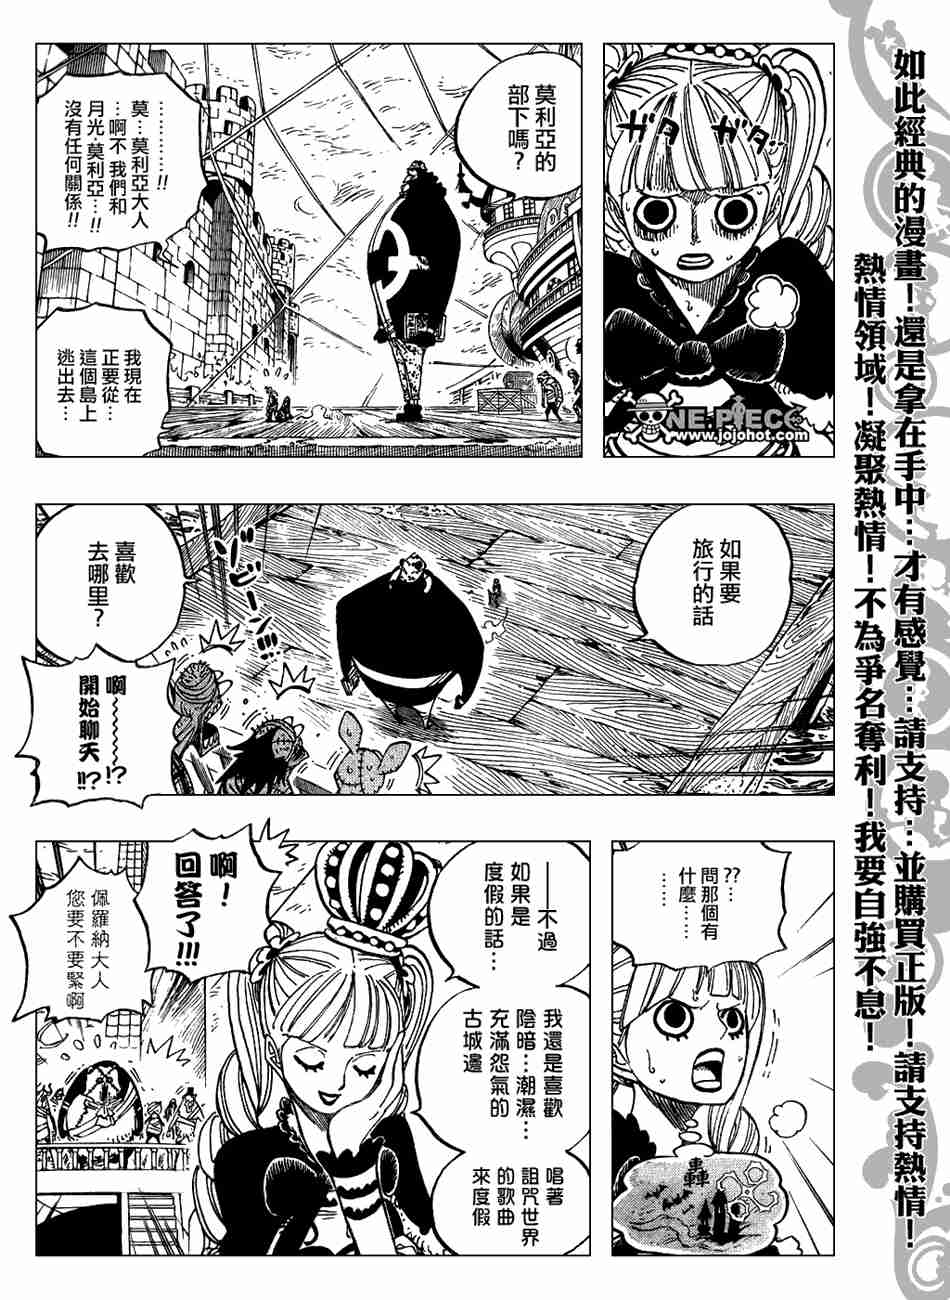 如此經典的漫畫！還是拿在手中…才有感覺…請支持…並購買正版！請支持熱情！
熱情領域！凝聚熱情！不為爭名奪利！我要自強不息！
ガタ
ガタ…
ONE PIECE
www.jojohot.com
莫利亞的
部下嗎？
…………!!
莫…莫利亞大人
…啊不 我們和
月光·莫利亞…!!
沒有任何關係!!
我現在
正要從…
這個島上
逃出去…
如果要
旅行的話
ゾビーン!!!
喜歡
去哪里？
啊~~~~~!?
開始聊天!!?
??…
問那個有
什麼……
………
轟
——不過
如果是
度假的話…
我還是喜歡
陰暗…潮濕…
充滿怨氣的
古城邊
唱著
詛咒世界
的歌曲
來度假
啊！
回答了!!!
佩羅納大人
您要不要緊啊